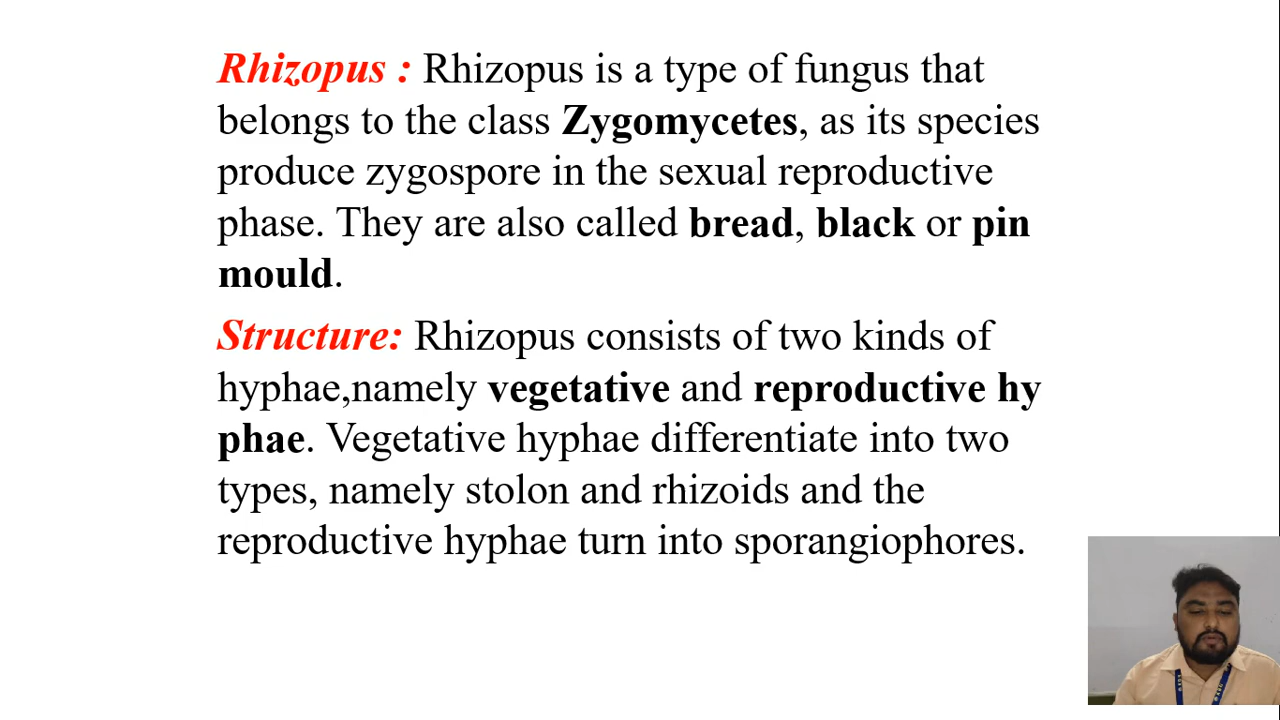 Rhizopus : Rhizopus is a type of fungus that
belongs to the class Zygomycetes, as its species
produce zygospore in the sexual reproductive
phase. They are also called bread, black or pin
mould.
Structure: Rhizopus consists of two kinds of
hyphae,namely vegetative and reproductive hy
phae. Vegetative hyphae differentiate into two
types, namely stolon and rhizoids and the
reproductive hyphae turn into sporangiophores.